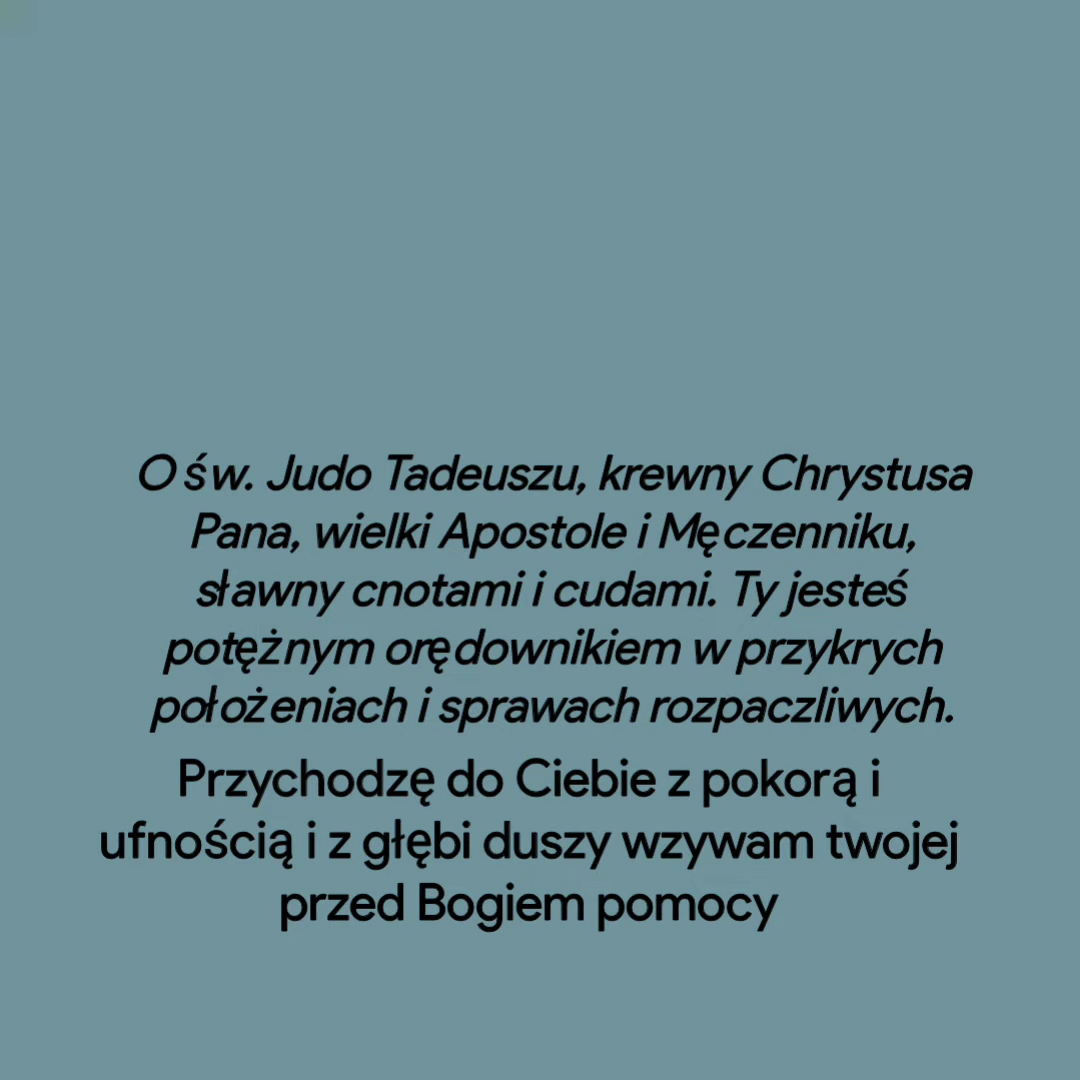 O św. Judo Tadeuszu, krewny Chrystusa
Pana, wielki Apostole i Męczenniku,
sławny cnotami i cudami. Ty jesteś
potężnym orędownikiem w przykrych
położeniach i sprawach rozpaczliwych.
Przychodzę do Ciebie z pokorą i
ufnością i z głębi duszy wzywam twojej
przed Bogiem pomocy